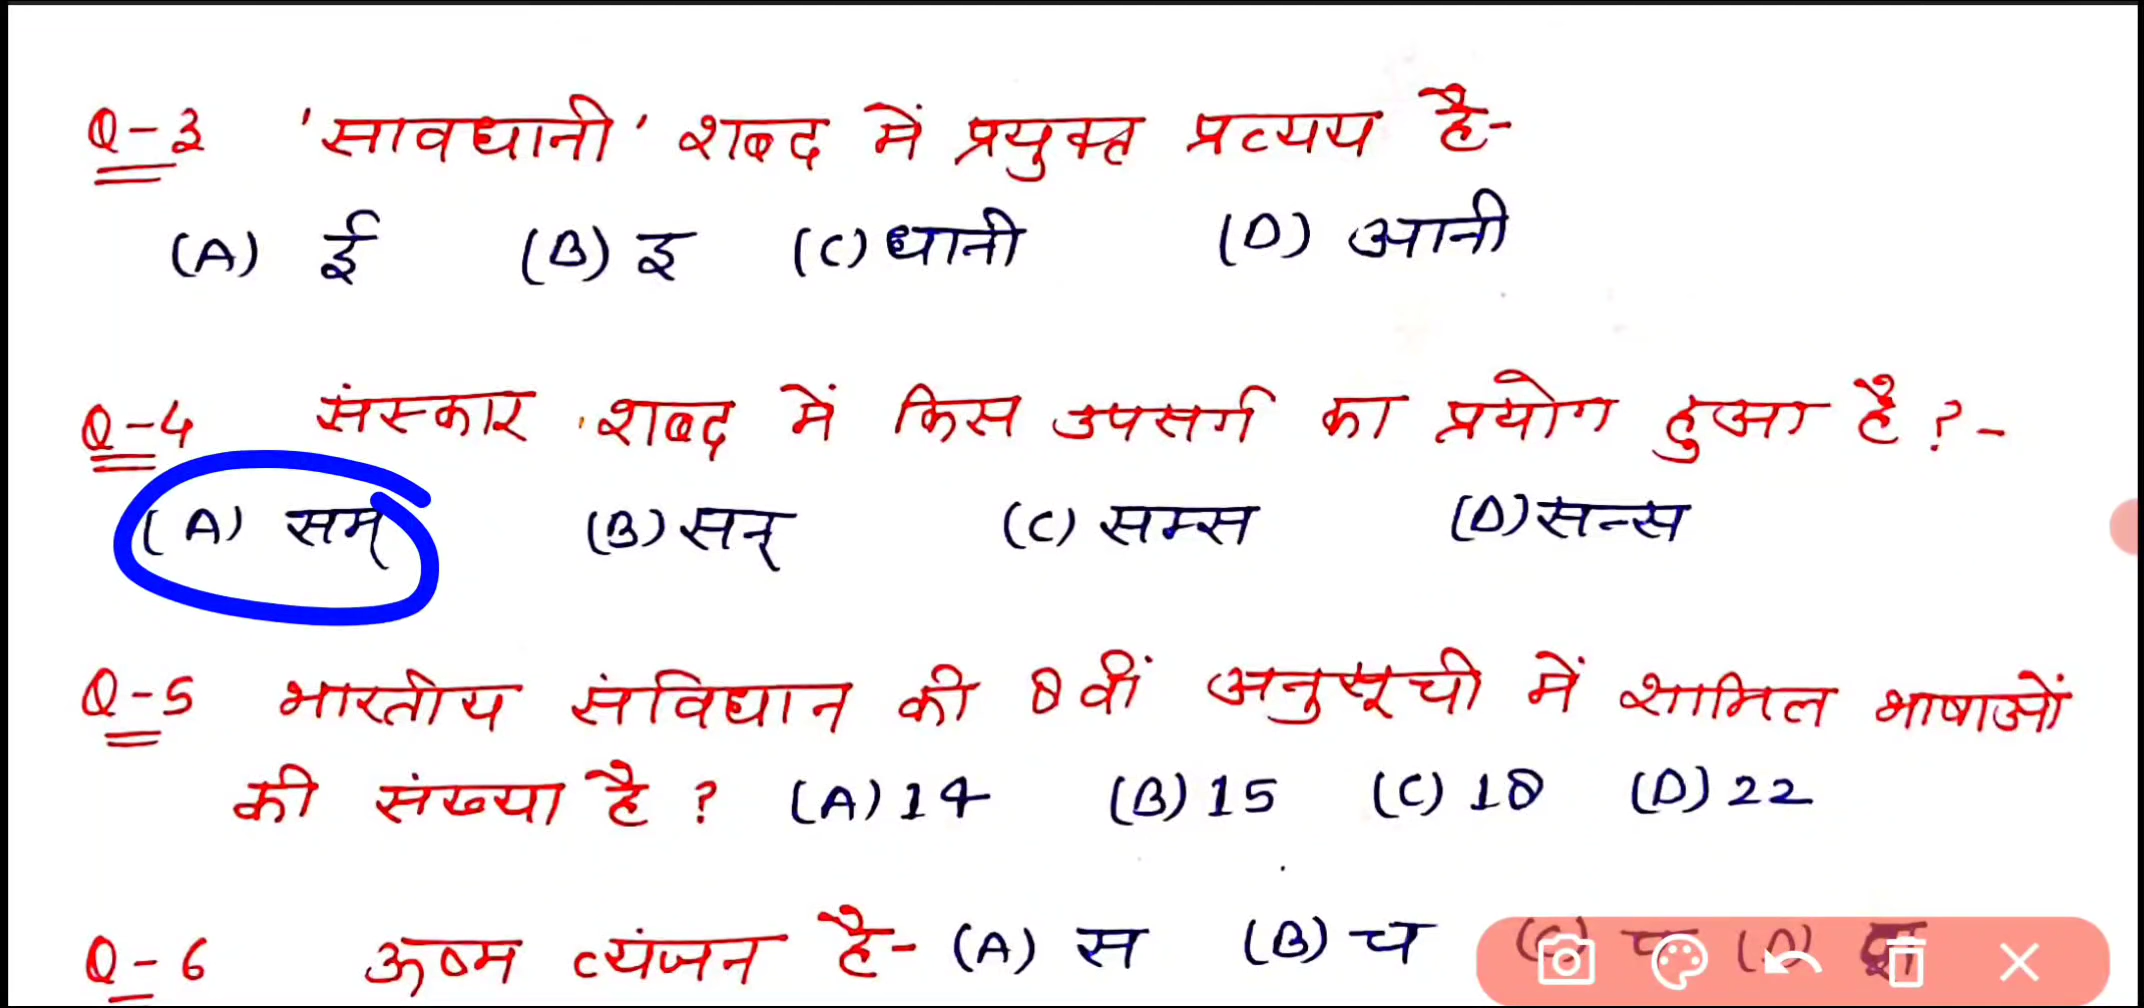 Q-3 'सावधानी' शब्द में प्रयुक्त प्रत्यय है-
(A) ई (B) इ (C) धानी (D) आनी
Q-4 संस्कार शब्द में किस उपसर्ग का प्रयोग हुआ है ?-
(A) सम् (B) सन् (C) सम्स (D) सन्स
Q-5 भारतीय संविधान की 8 वीं अनुसूची में शामिल भाषाओं
की संख्या है ? (A) 14 (B) 15 (C) 18 (D) 22
Q-6 ऊष्म व्यंजन है- (A) स (B) च (C) (D)